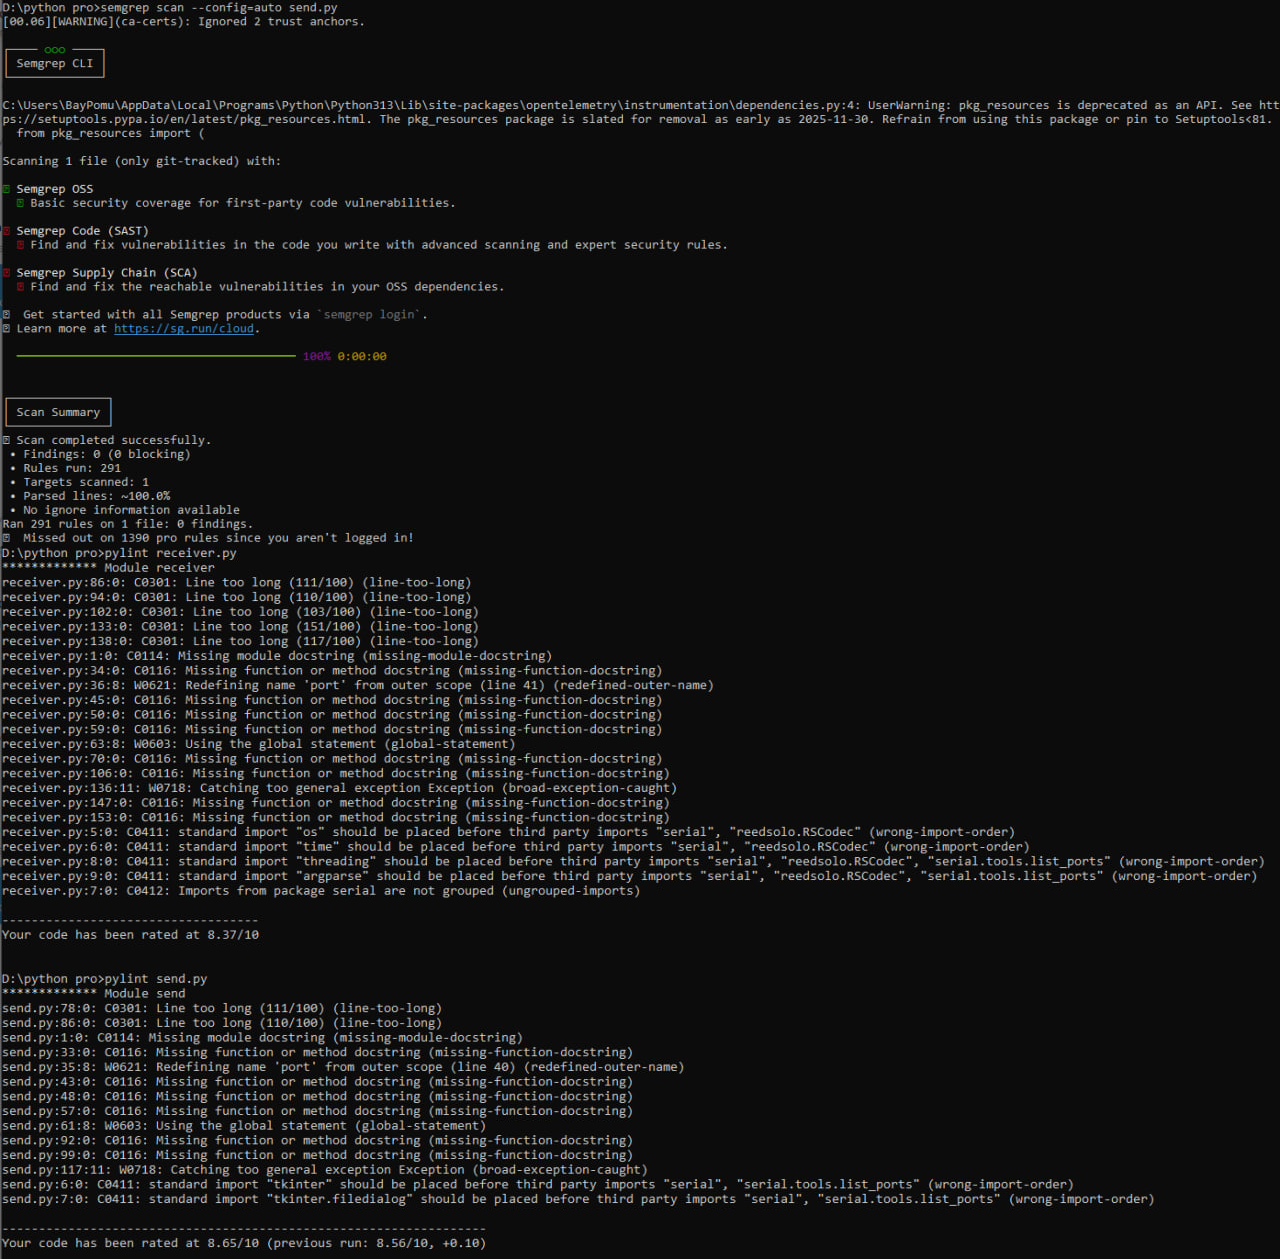 D:\python pro>semgrep scan --config=auto send.py
[00.06][WARNING](ca-certs): Ignored 2 trust anchors.
ooo
Semgrep CLI
C:\Users\BayPomu\AppData\Local\Programs\Python\Python313\Lib\site-packages\opentelemetry\instrumentation\dependencies.py:4: UserWarning: pkg_resources is deprecated as an API. See htt
ps://setuptools.pypa.io/en/latest/pkg_resources.html. The pkg_resources package is slated for removal as early as 2025-11-30. Refrain from using this package or pin to Setuptools<81.
from pkg_resources import (
Scanning 1 file (only git-tracked) with:
Semgrep OSS
Basic security coverage for first-party code vulnerabilities.
Semgrep Code (SAST)
Find and fix vulnerabilities in the code you write with advanced scanning and expert security rules.
Semgrep Supply Chain (SCA)
Find and fix the reachable vulnerabilities in your OSS dependencies.
Get started with all Semgrep products via `semgrep login`.
Learn more at https://sg.run/cloud.
100% 0:00:00
Scan Summary
Scan completed successfully.
• Findings: 0 (0 blocking)
• Rules run: 291
• Targets scanned: 1
• Parsed lines: ~100.0%
• No ignore information available
Ran 291 rules on 1 file: 0 findings.
Missed out on 1390 pro rules since you aren't logged in!
D:\python pro>pylint receiver.py
************* Module receiver
receiver.py:86:0: C0301: Line too long (111/100) (line-too-long)
receiver.py:94:0: C0301: Line too long (110/100) (line-too-long)
receiver.py:102:0: C0301: Line too long (103/100) (line-too-long)
receiver.py:133:0: C0301: Line too long (151/100) (line-too-long)
receiver.py:138:0: C0301: Line too long (117/100) (line-too-long)
receiver.py:1:0: C0114: Missing module docstring (missing-module-docstring)
receiver.py:34:0: C0116: Missing function or method docstring (missing-function-docstring)
receiver.py:36:8: W0621: Redefining name 'port' from outer scope (line 41) (redefined-outer-name)
receiver.py:45:0: C0116: Missing function or method docstring (missing-function-docstring)
receiver.py:50:0: C0116: Missing function or method docstring (missing-function-docstring)
receiver.py:59:0: C0116: Missing function or method docstring (missing-function-docstring)
receiver.py:63:8: W0603: Using the global statement (global-statement)
receiver.py:70:0: C0116: Missing function or method docstring (missing-function-docstring)
receiver.py:106:0: C0116: Missing function or method docstring (missing-function-docstring)
receiver.py:136:11: W0718: Catching too general exception Exception (broad-exception-caught)
receiver.py:147:0: C0116: Missing function or method docstring (missing-function-docstring)
receiver.py:153:0: C0116: Missing function or method docstring (missing-function-docstring)
receiver.py:5:0: C0411: standard import "os" should be placed before third party imports "serial", "reedsolo.RSCodec" (wrong-import-order)
receiver.py:6:0: C0411: standard import "time" should be placed before third party imports "serial", "reedsolo.RSCodec" (wrong-import-order)
receiver.py:8:0: C0411: standard import "threading" should be placed before third party imports "serial", "reedsolo.RSCodec", "serial.tools.list_ports" (wrong-import-order)
receiver.py:9:0: C0411: standard import "argparse" should be placed before third party imports "serial", "reedsolo.RSCodec", "serial.tools.list_ports" (wrong-import-order)
receiver.py:7:0: C0412: Imports from package serial are not grouped (ungrouped-imports)
-----------------------------------
Your code has been rated at 8.37/10
D:\python pro>pylint send.py
************* Module send
send.py:78:0: C0301: Line too long (111/100) (line-too-long)
send.py:86:0: C0301: Line too long (110/100) (line-too-long)
send.py:1:0: C0114: Missing module docstring (missing-module-docstring)
send.py:33:0: C0116: Missing function or method docstring (missing-function-docstring)
send.py:35:8: W0621: Redefining name 'port' from outer scope (line 40) (redefined-outer-name)
send.py:43:0: C0116: Missing function or method docstring (missing-function-docstring)
send.py:48:0: C0116: Missing function or method docstring (missing-function-docstring)
send.py:57:0: C0116: Missing function or method docstring (missing-function-docstring)
send.py:61:8: W0603: Using the global statement (global-statement)
send.py:92:0: C0116: Missing function or method docstring (missing-function-docstring)
send.py:99:0: C0116: Missing function or method docstring (missing-function-docstring)
send.py:117:11: W0718: Catching too general exception Exception (broad-exception-caught)
send.py:6:0: C0411: standard import "tkinter" should be placed before third party imports "serial", "serial.tools.list_ports" (wrong-import-order)
send.py:7:0: C0411: standard import "tkinter.filedialog" should be placed before third party imports "serial", "serial.tools.list_ports" (wrong-import-order)
------------------------------------------------------------------
Your code has been rated at 8.65/10 (previous run: 8.56/10, +0.10)